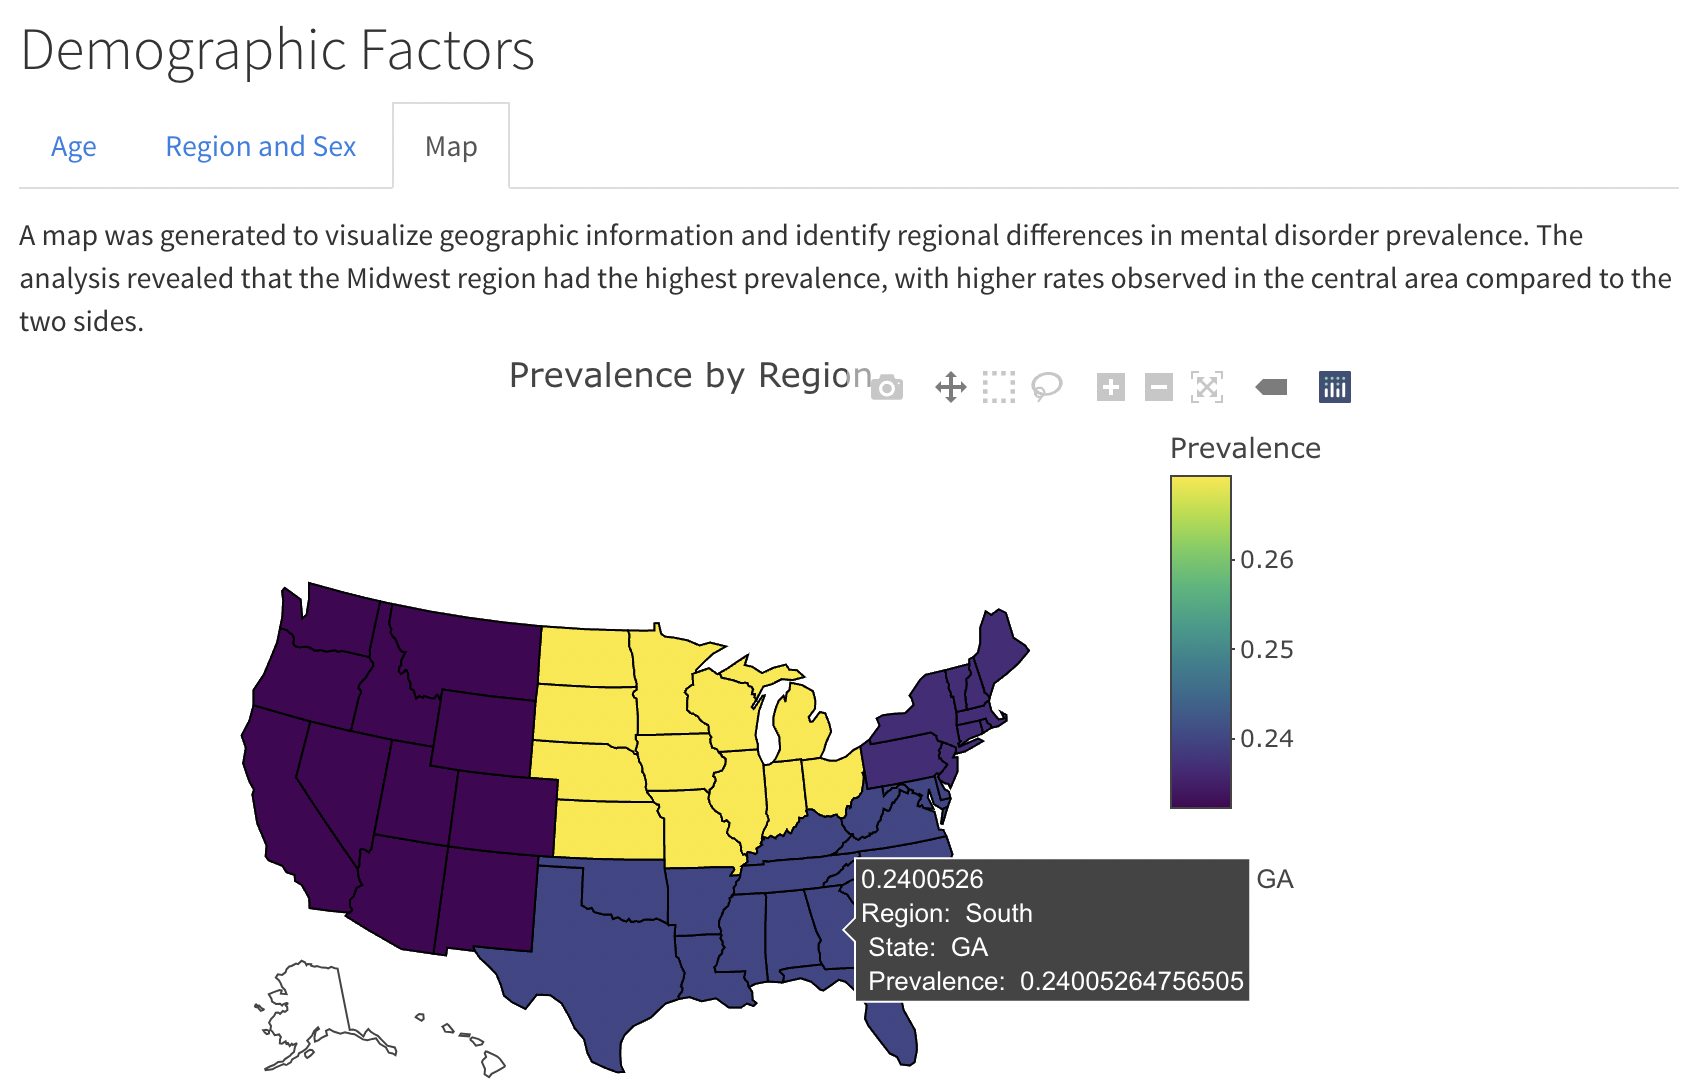 Demographic Factors
Age
Region and Sex
Map
A map was generated to visualize geographic information and identify regional differences in mental disorder prevalence. The
analysis revealed that the Midwest region had the highest prevalence, with higher rates observed in the central area compared to the
two sides.
Prevalence by Region
Prevalence
0.26
0.25
0.24
0.2400526
Region: South
State: GA
Prevalence: 0.24005264756505
GA